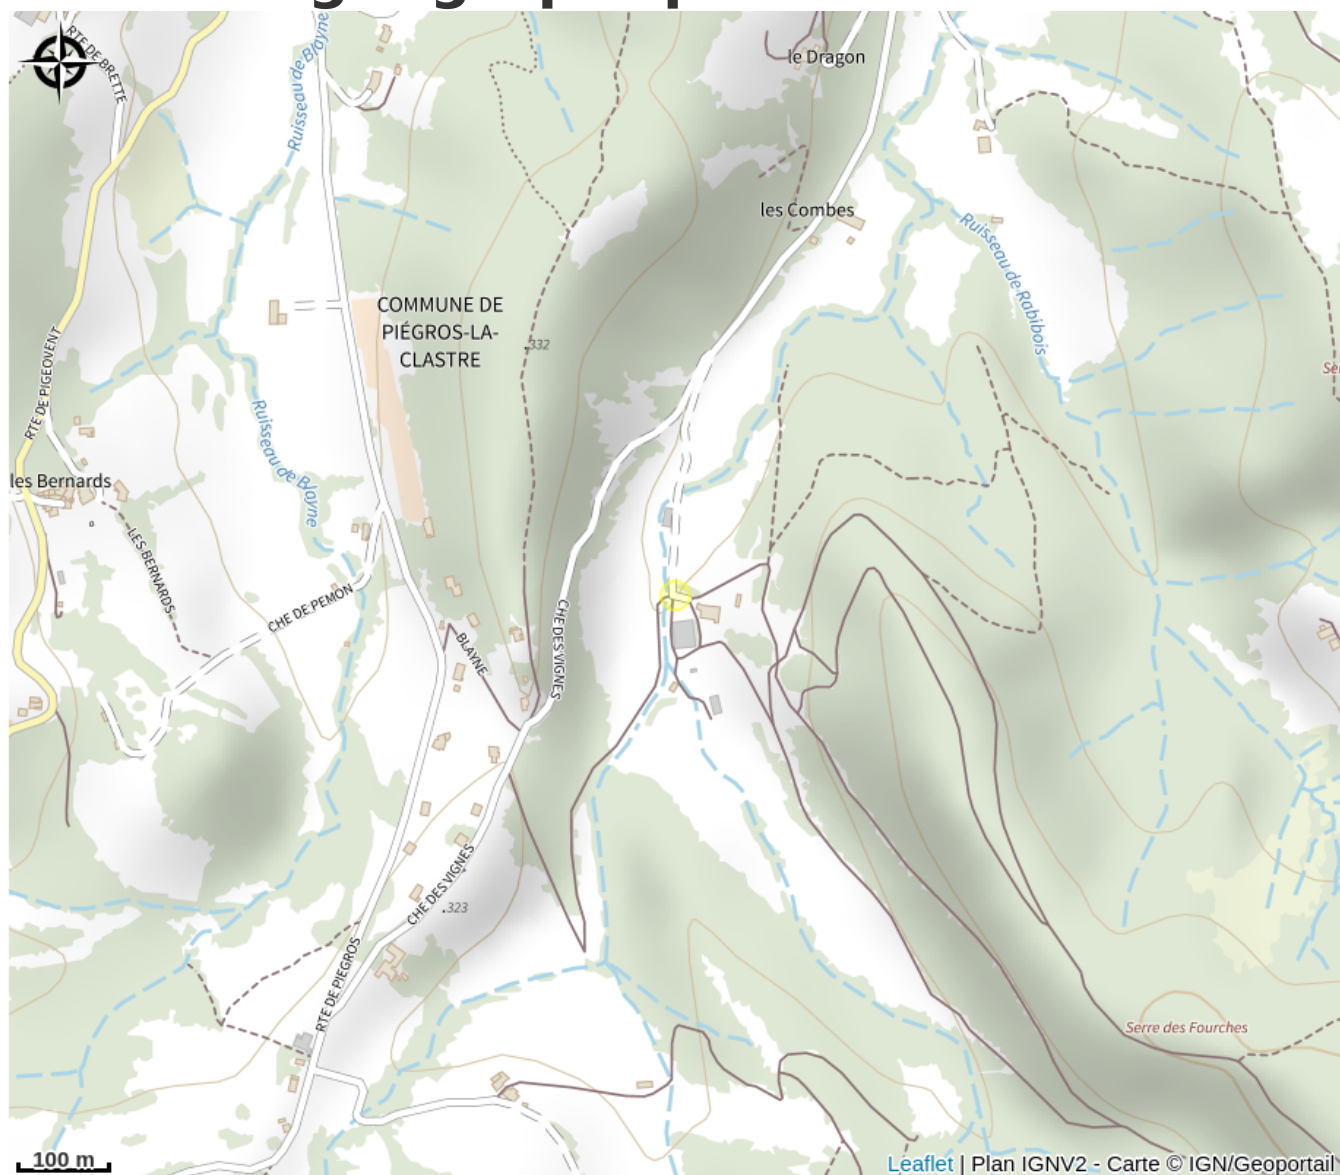 RTE DE BRETTE
Ruisseau de Blayne
le Dragon
les Combes
Ruisseau de Rabibois
COMMUNE DE
PIÉGROS-LA-
CLASTRE
.332
RTE DE PIGEOVENT
Ruisseau de Blayne
les Bernards
LES BERNARDS
CHE DE PEMON
BLAYNE
CHE DES VIGNES
CHE DES VIGNES
.323
RTE DE PIEGROS
Serre des Fourches
100 m
Leaflet | Plan IGNV2 - Carte © IGN/Geoportail